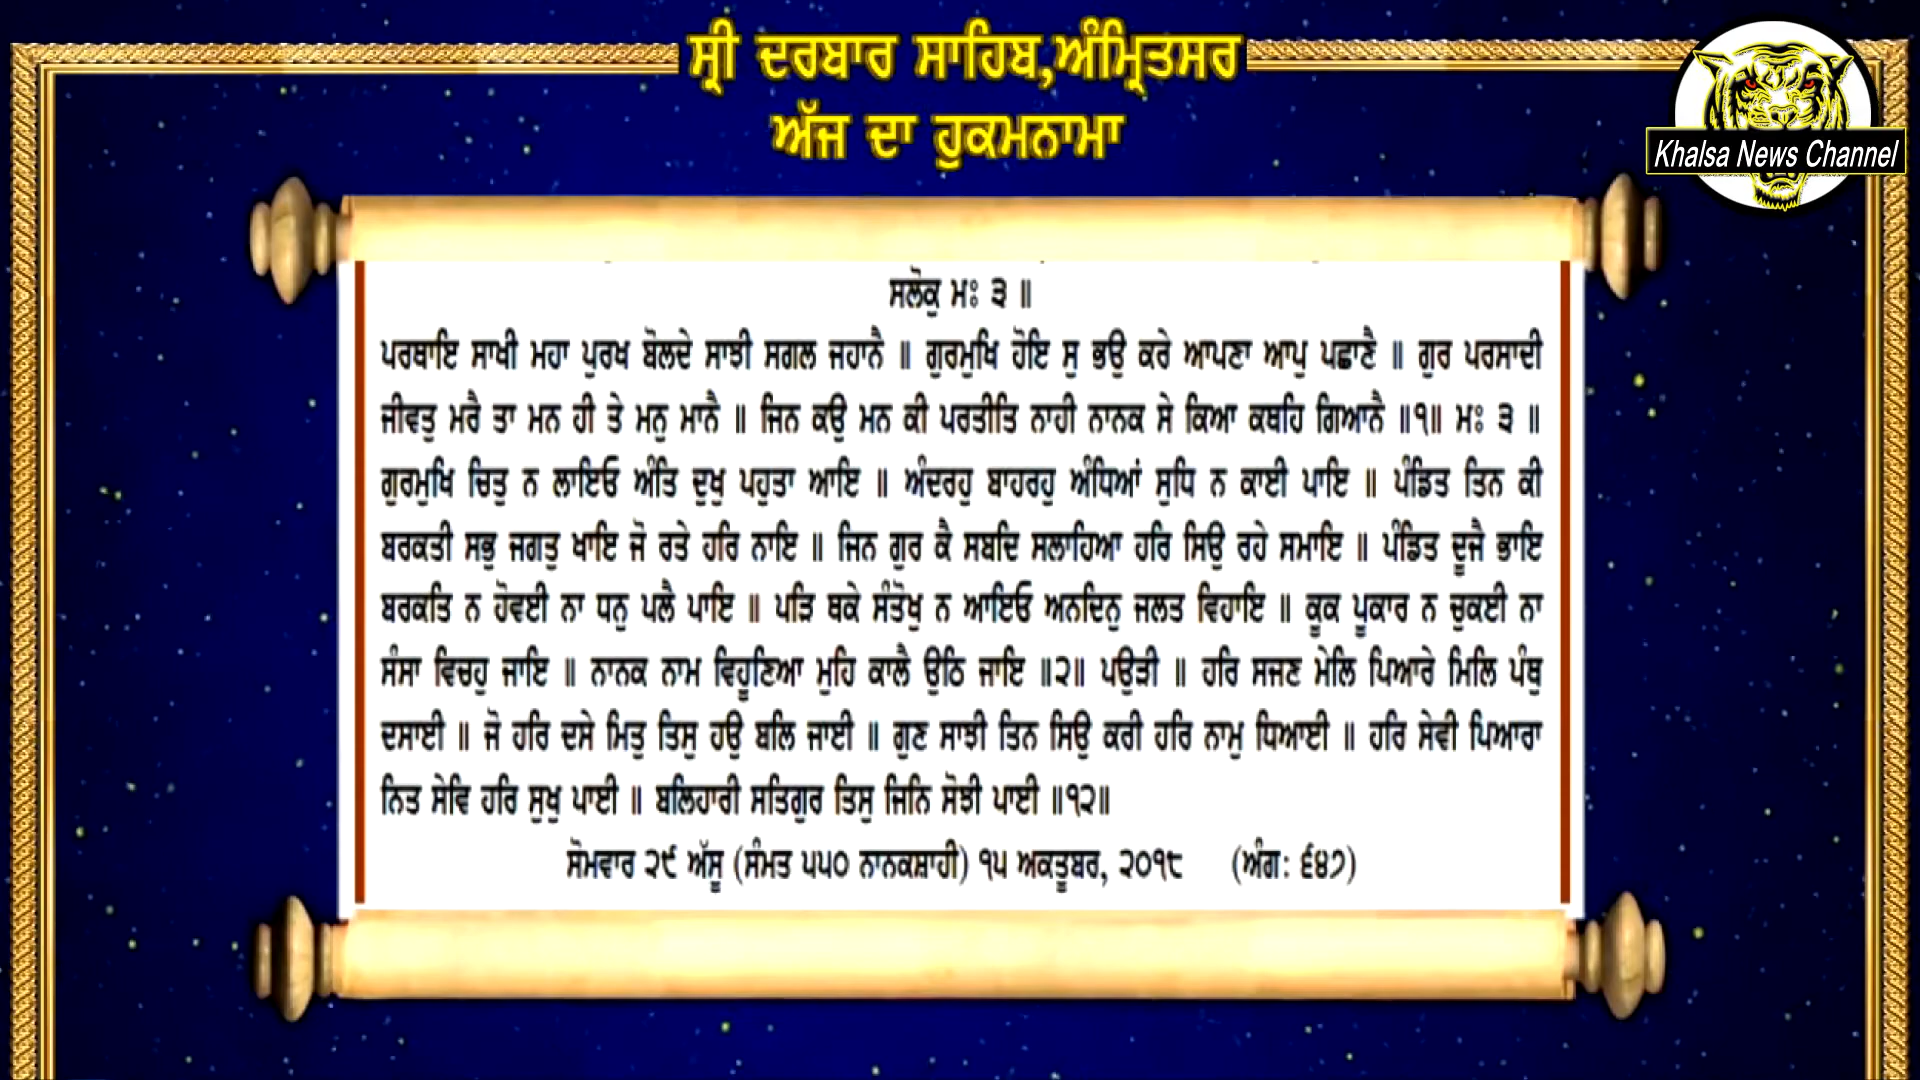 ਸ੍ਰੀ ਦਰਬਾਰ ਸਾਹਿਬ,ਅੰਮ੍ਰਿਤਸਰ
ਅੱਜ ਦਾ ਹੁਕਮਨਾਮਾ
Khalsa News Channel
ਸਲੋਕੁ ਮਃ ੩ ॥
ਪਰਥਾਇ ਸਾਖੀ ਮਹਾ ਪੁਰਖ ਬੋਲਦੇ ਸਾਝੀ ਸਗਲ ਜਹਾਨੈ ॥ ਗੁਰਮੁਖਿ ਹੋਇ ਸੁ ਭਉ ਕਰੇ ਆਪਣਾ ਆਪੁ ਪਛਾਣੈ ॥ ਗੁਰ ਪਰਸਾਦੀ
ਜੀਵਤੁ ਮਰੈ ਤਾ ਮਨ ਹੀ ਤੇ ਮਨੁ ਮਾਨੈ ॥ ਜਿਨ ਕਉ ਮਨ ਕੀ ਪਰਤੀਤਿ ਨਾਹੀ ਨਾਨਕ ਸੇ ਕਿਆ ਕਥਹਿ ਗਿਆਨੈ ॥੧॥ ਮਃ ੩ ॥
ਗੁਰਮੁਖਿ ਚਿਤੁ ਨ ਲਾਇਓ ਅੰਤਿ ਦੁਖੁ ਪਹੁਤਾ ਆਇ ॥ ਅੰਦਰਹੁ ਬਾਹਰਹੁ ਅੰਧਿਆਂ ਸੁਧਿ ਨ ਕਾਈ ਪਾਇ ॥ ਪੰਡਿਤ ਤਿਨ ਕੀ
ਬਰਕਤੀ ਸਭੁ ਜਗਤੁ ਖਾਇ ਜੋ ਰਤੇ ਹਰਿ ਨਾਇ ॥ ਜਿਨ ਗੁਰ ਕੈ ਸਬਦਿ ਸਲਾਹਿਆ ਹਰਿ ਸਿਉ ਰਹੇ ਸਮਾਇ ॥ ਪੰਡਿਤ ਦੂਜੈ ਭਾਇ
ਬਰਕਤਿ ਨ ਹੋਵਈ ਨਾ ਧਨੁ ਪਲੈ ਪਾਇ ॥ ਪੜਿ ਥਕੇ ਸੰਤੋਖੁ ਨ ਆਇਓ ਅਨਦਿਨੁ ਜਲਤ ਵਿਹਾਇ ॥ ਕੂਕ ਪੂਕਾਰ ਨ ਚੁਕਈ ਨਾ
ਸੰਸਾ ਵਿਚਹੁ ਜਾਇ ॥ ਨਾਨਕ ਨਾਮ ਵਿਹੂਣਿਆ ਮੁਹਿ ਕਾਲੈ ਉਠਿ ਜਾਇ ॥੨॥ ਪਉੜੀ ॥ ਹਰਿ ਸਜਣ ਮੇਲਿ ਪਿਆਰੇ ਮਿਲਿ ਪੰਥੁ
ਦਸਾਈ ॥ ਜੋ ਹਰਿ ਦਸੇ ਮਿਤੁ ਤਿਸੁ ਹਉ ਬਲਿ ਜਾਈ ॥ ਗੁਣ ਸਾਝੀ ਤਿਨ ਸਿਉ ਕਰੀ ਹਰਿ ਨਾਮੁ ਧਿਆਈ ॥ ਹਰਿ ਸੇਵੀ ਪਿਆਰਾ
ਨਿਤ ਸੇਵਿ ਹਰਿ ਸੁਖੁ ਪਾਈ ॥ ਬਲਿਹਾਰੀ ਸਤਿਗੁਰ ਤਿਸੁ ਜਿਨਿ ਸੋਝੀ ਪਾਈ ॥੧੨॥
ਸੋਮਵਾਰ ੨੯ ਅੱਸੂ (ਸੰਮਤ ੫੫੦ ਨਾਨਕਸ਼ਾਹੀ) ੧੫ ਅਕਤੂਬਰ, ੨੦੧੮ (ਅੰਗ: ੬੪੭)